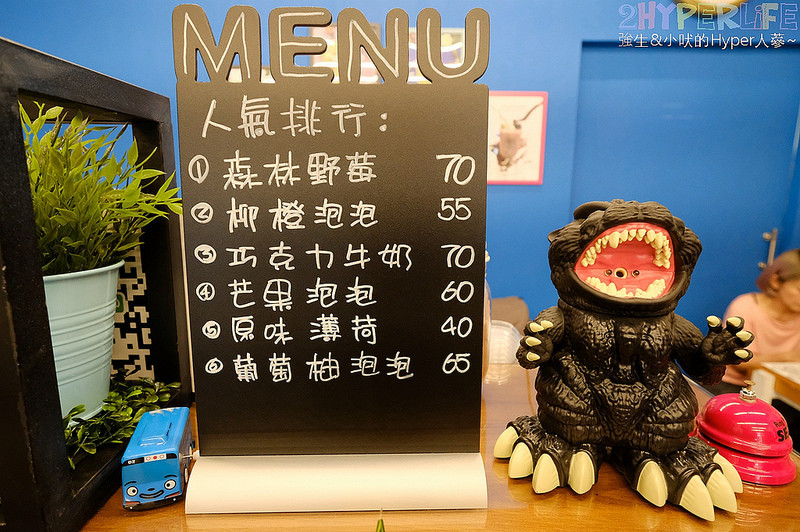 2HYPERLIFE
強生&小吠的Hyper人蔘~
MENU
人氣排行:
① 森林野莓 70
② 柳橙泡泡 55
③ 巧克力牛奶 70
④ 芒果泡泡 60
⑤ 原味薄荷 40
⑥ 葡萄柚泡泡 65